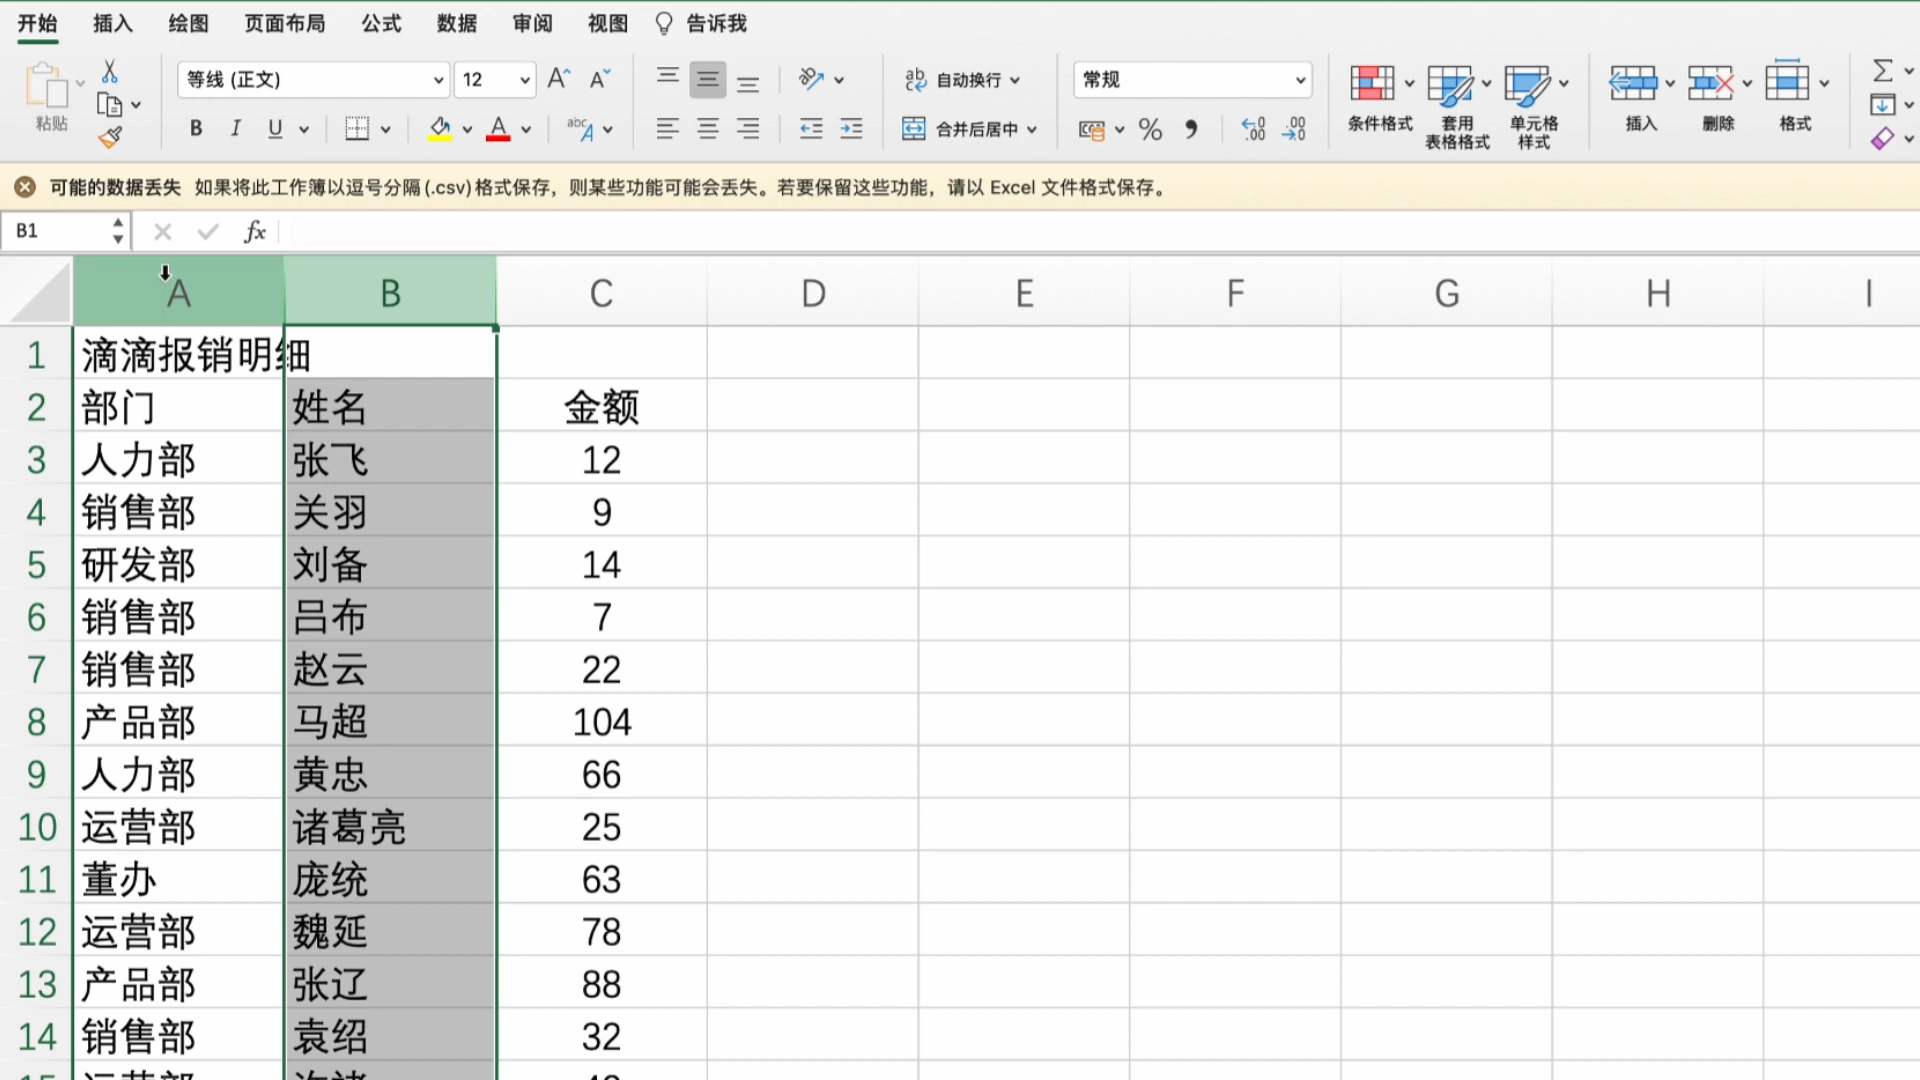 开始 插入 绘图 页面布局 公式 数据 审阅 视图 告诉我
等线 (正文) 12 A A 自动换行 常规
粘贴 B I U A abc A 合并后居中 % .00 .00 条件格式 套用 表格格式 单元格 样式 插入 删除 格式
可能的数据丢失 如果将此工作簿以逗号分隔(.csv)格式保存，则某些功能可能会丢失。若要保留这些功能，请以 Excel 文件格式保存。
B1 fx
A B C D E F G H I
1 滴滴报销明细
2 部门 姓名 金额
3 人力部 张飞 12
4 销售部 关羽 9
5 研发部 刘备 14
6 销售部 吕布 7
7 销售部 赵云 22
8 产品部 马超 104
9 人力部 黄忠 66
10 运营部 诸葛亮 25
11 董办 庞统 63
12 运营部 魏延 78
13 产品部 张辽 88
14 销售部 袁绍 32